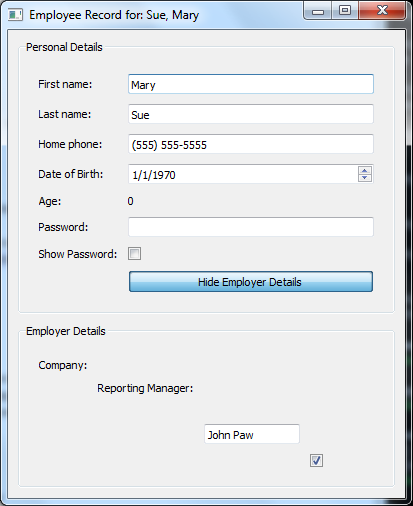 Employee Record for: Sue, Mary
Personal Details
First name: Mary
Last name: Sue
Home phone: (555) 555-5555
Date of Birth: 1/1/1970
Age: 0
Password:
Show Password:
Hide Employer Details
Employer Details
Company:
Reporting Manager:
John Paw